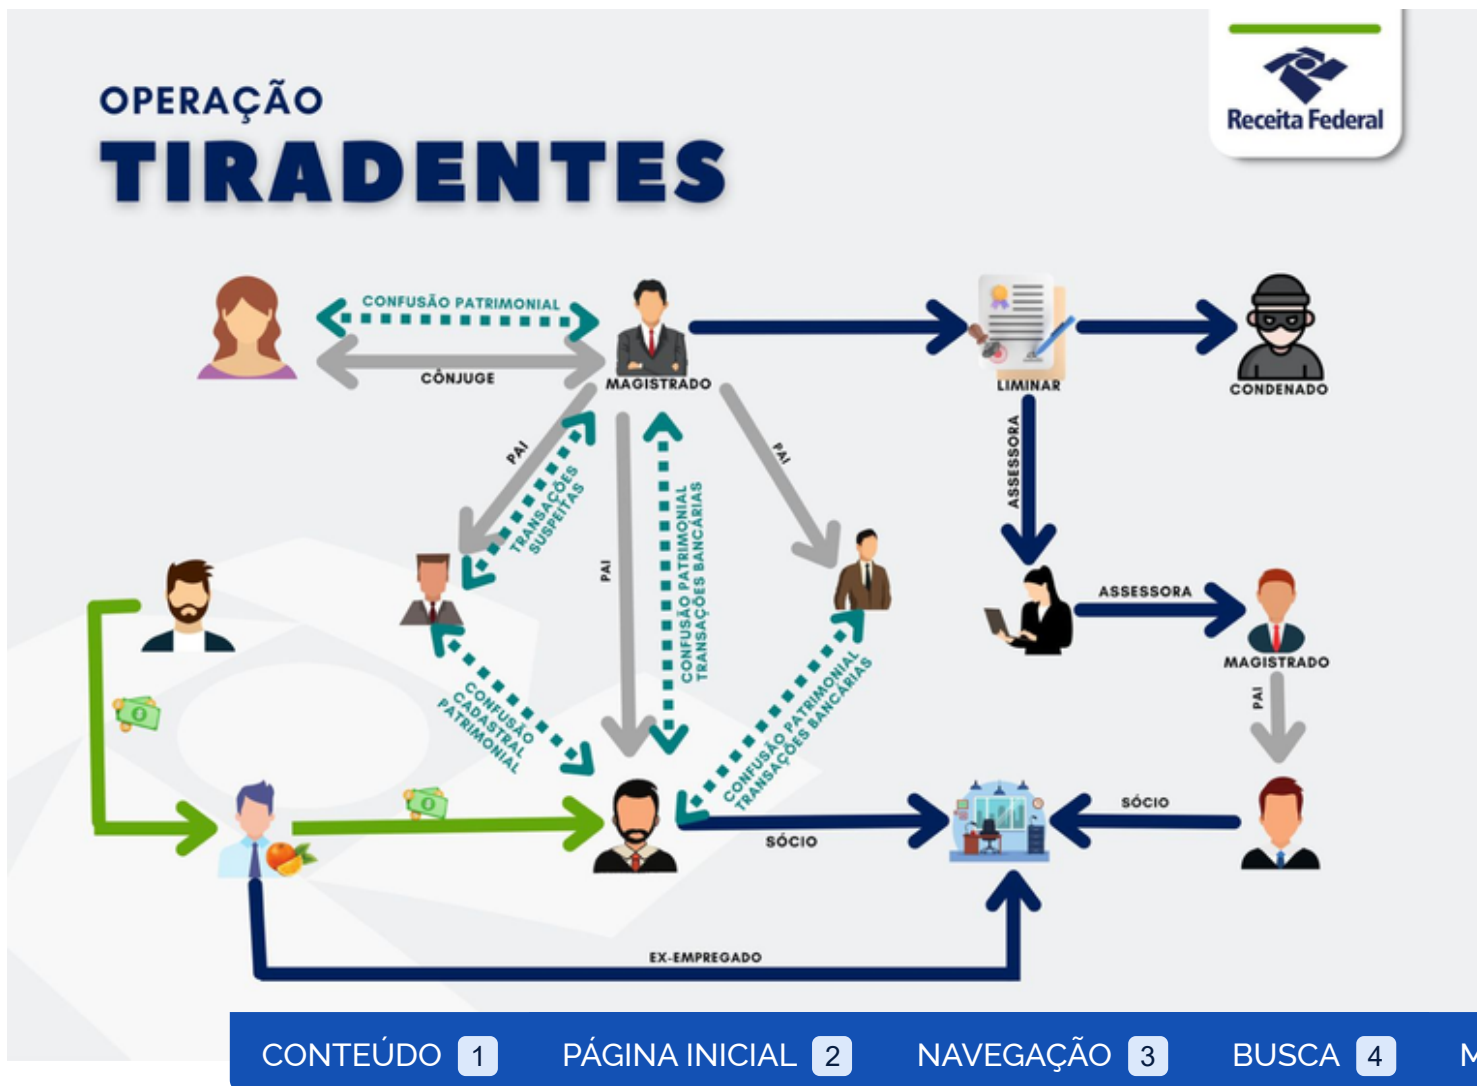 OPERAÇÃO
TIRADENTES
Receita Federal
CONFUSÃO PATRIMONIAL
CÔNJUGE
MAGISTRADO
LIMINAR
CONDENADO
PAI
TRANSAÇÕES
SUSPEITAS
PAI
CONFUSÃO PATRIMONIAL
TRANSAÇÕES BANCÁRIAS
PAI
ASSESSORA
ASSESSORA
MAGISTRADO
PAI
CONFUSÃO
CADASTRAL
PATRIMONIAL
CONFUSÃO PATRIMONIAL
TRANSAÇÕES BANCÁRIAS
SÓCIO
SÓCIO
EX-EMPREGADO
CONTEÚDO 1 PÁGINA INICIAL 2 NAVEGAÇÃO 3 BUSCA 4 M